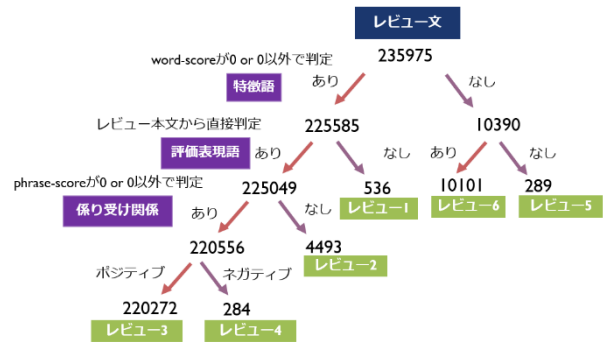 レビュー文
word-scoreが0 or 0以外で判定
235975
特徴語
あり
なし
レビュー本文から直接判定
225585
10390
評価表現語
あり
なし
あり
なし
phrase-scoreが0 or 0以外で判定
225049
536
10101
289
係り受け関係
レビュー1
レビュー6
レビュー5
あり
なし
220556
4493
レビュー2
ポジティブ
ネガティブ
220272
284
レビュー3
レビュー4